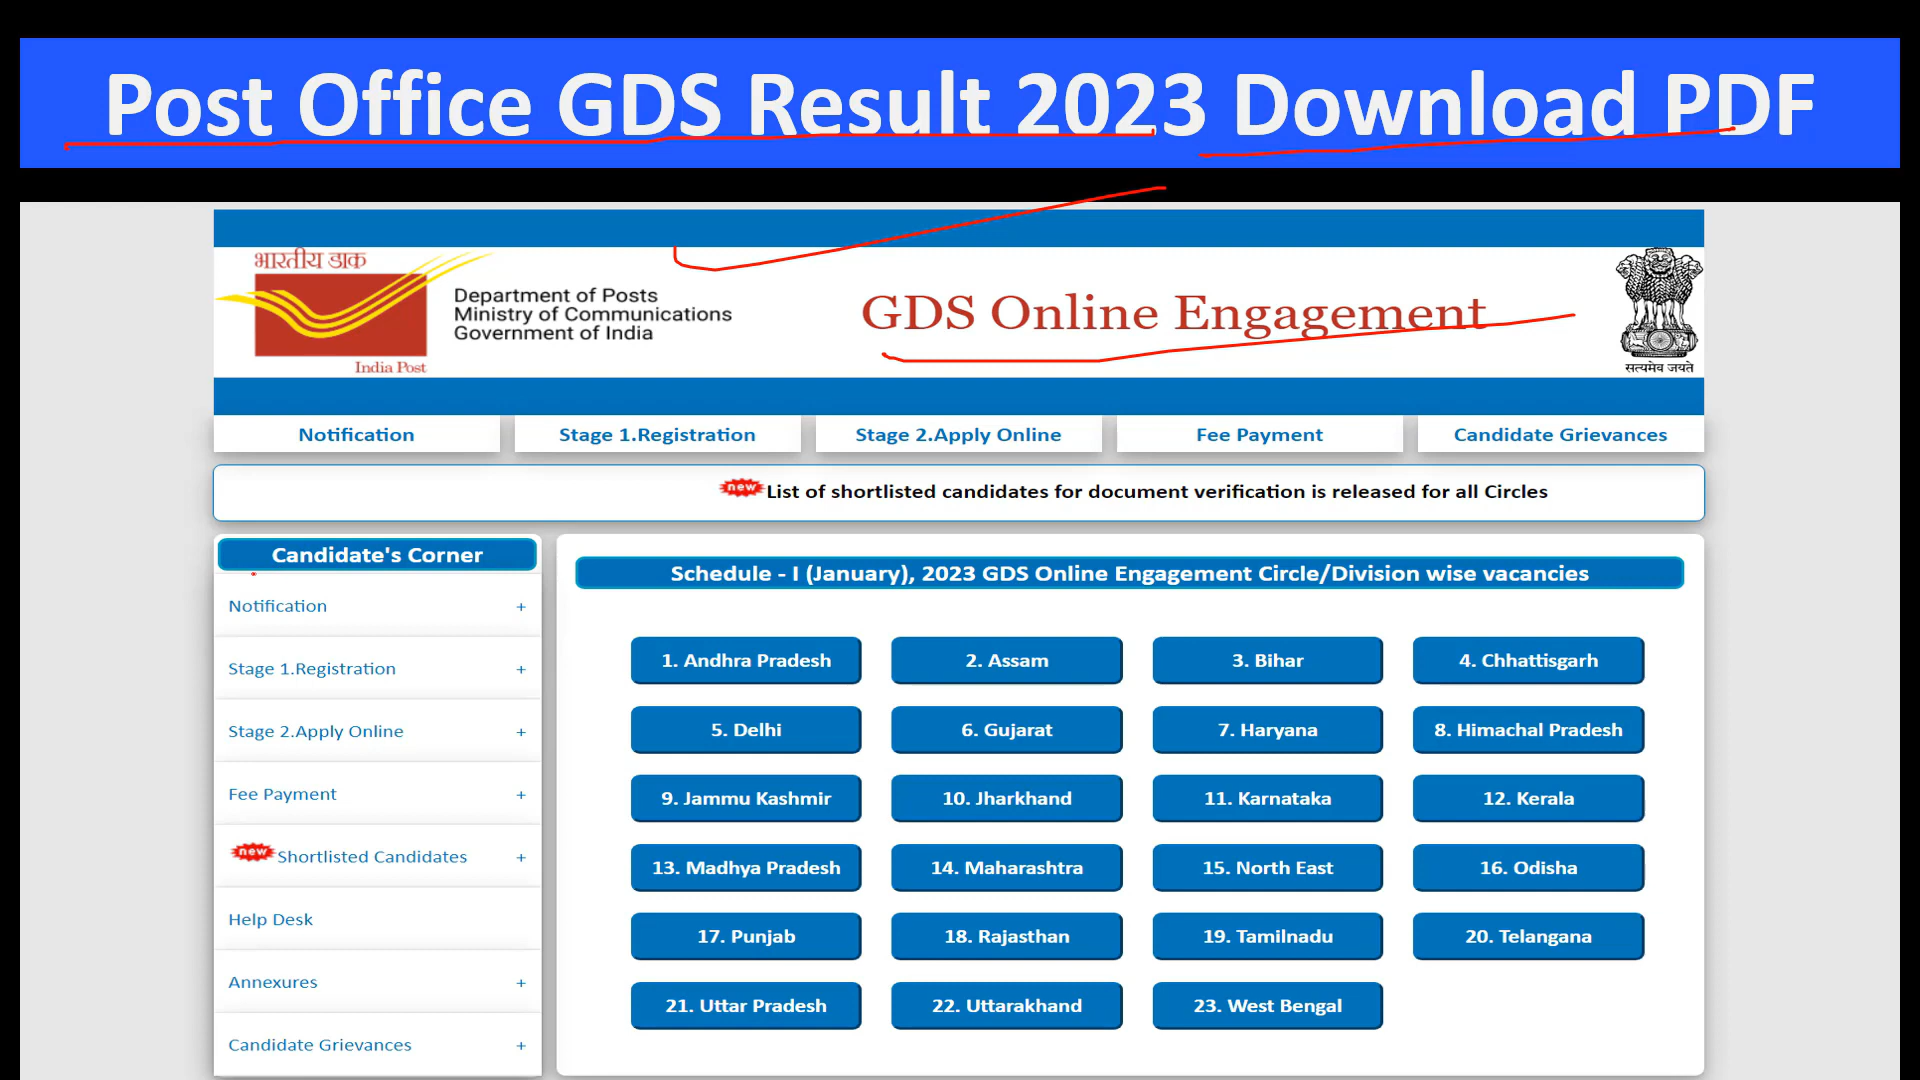 Post Office GDS Result 2023 Download PDF
भारतीय डाक
India Post
Department of Posts
Ministry of Communications
Government of India
GDS Online Engagement
सत्यमेव जयते
Notification
Stage 1.Registration
Stage 2.Apply Online
Fee Payment
Candidate Grievances
new List of shortlisted candidates for document verification is released for all Circles
Candidate's Corner
Notification +
Stage 1.Registration +
Stage 2.Apply Online +
Fee Payment +
new Shortlisted Candidates +
Help Desk
Annexures +
Candidate Grievances +
Schedule - I (January), 2023 GDS Online Engagement Circle/Division wise vacancies
1. Andhra Pradesh
2. Assam
3. Bihar
4. Chhattisgarh
5. Delhi
6. Gujarat
7. Haryana
8. Himachal Pradesh
9. Jammu Kashmir
10. Jharkhand
11. Karnataka
12. Kerala
13. Madhya Pradesh
14. Maharashtra
15. North East
16. Odisha
17. Punjab
18. Rajasthan
19. Tamilnadu
20. Telangana
21. Uttar Pradesh
22. Uttarakhand
23. West Bengal